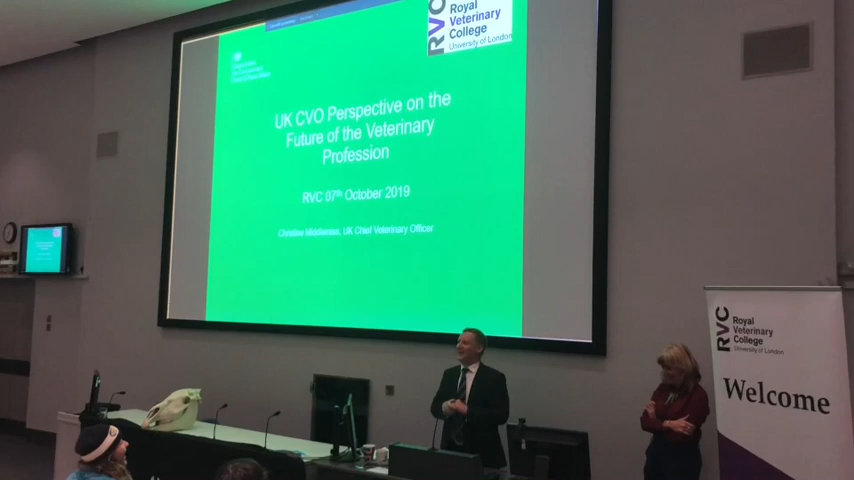 RVC
Royal
Veterinary
College
University of London
UK CVO Perspective on the
Future of the Veterinary
Profession
RVC 07th October 2019
Christine Middlemiss, UK Chief Veterinary Officer
RVC
Royal
Veterinary
College
University of London
Welcome